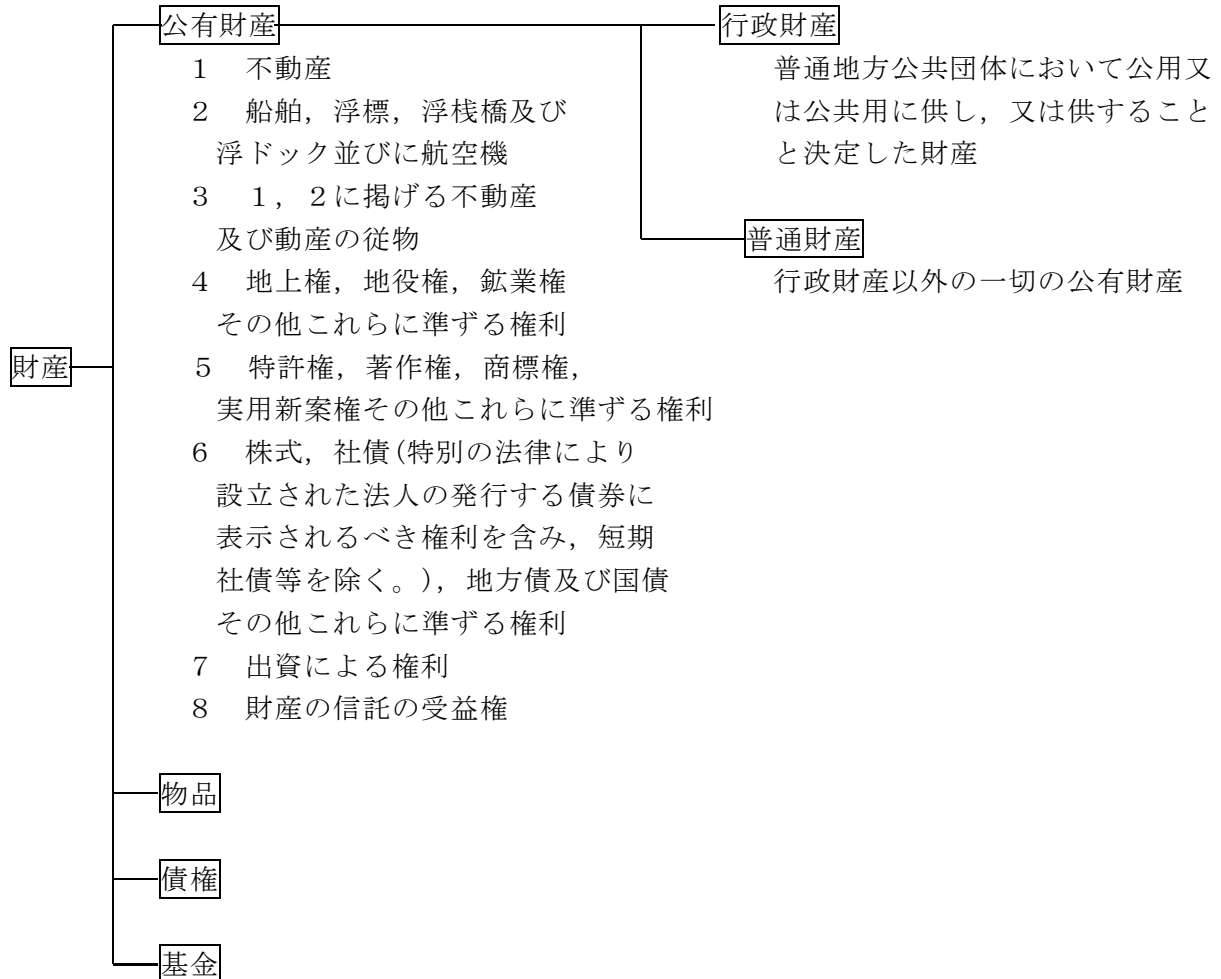 公有財産
1 不動産
2 船舶，浮標，浮桟橋及び
浮ドック並びに航空機
3 1，2に掲げる不動産
及び動産の従物
4 地上権，地役権，鉱業権
その他これらに準ずる権利
5 特許権，著作権，商標権，
実用新案権その他これらに準ずる権利
6 株式，社債(特別の法律により
設立された法人の発行する債券に
表示されるべき権利を含み，短期
社債等を除く。)，地方債及び国債
その他これらに準ずる権利
7 出資による権利
8 財産の信託の受益権
行政財産
普通地方公共団体において公用又
は公共用に供し，又は供すること
と決定した財産
普通財産
行政財産以外の一切の公有財産
財産
物品
債権
基金